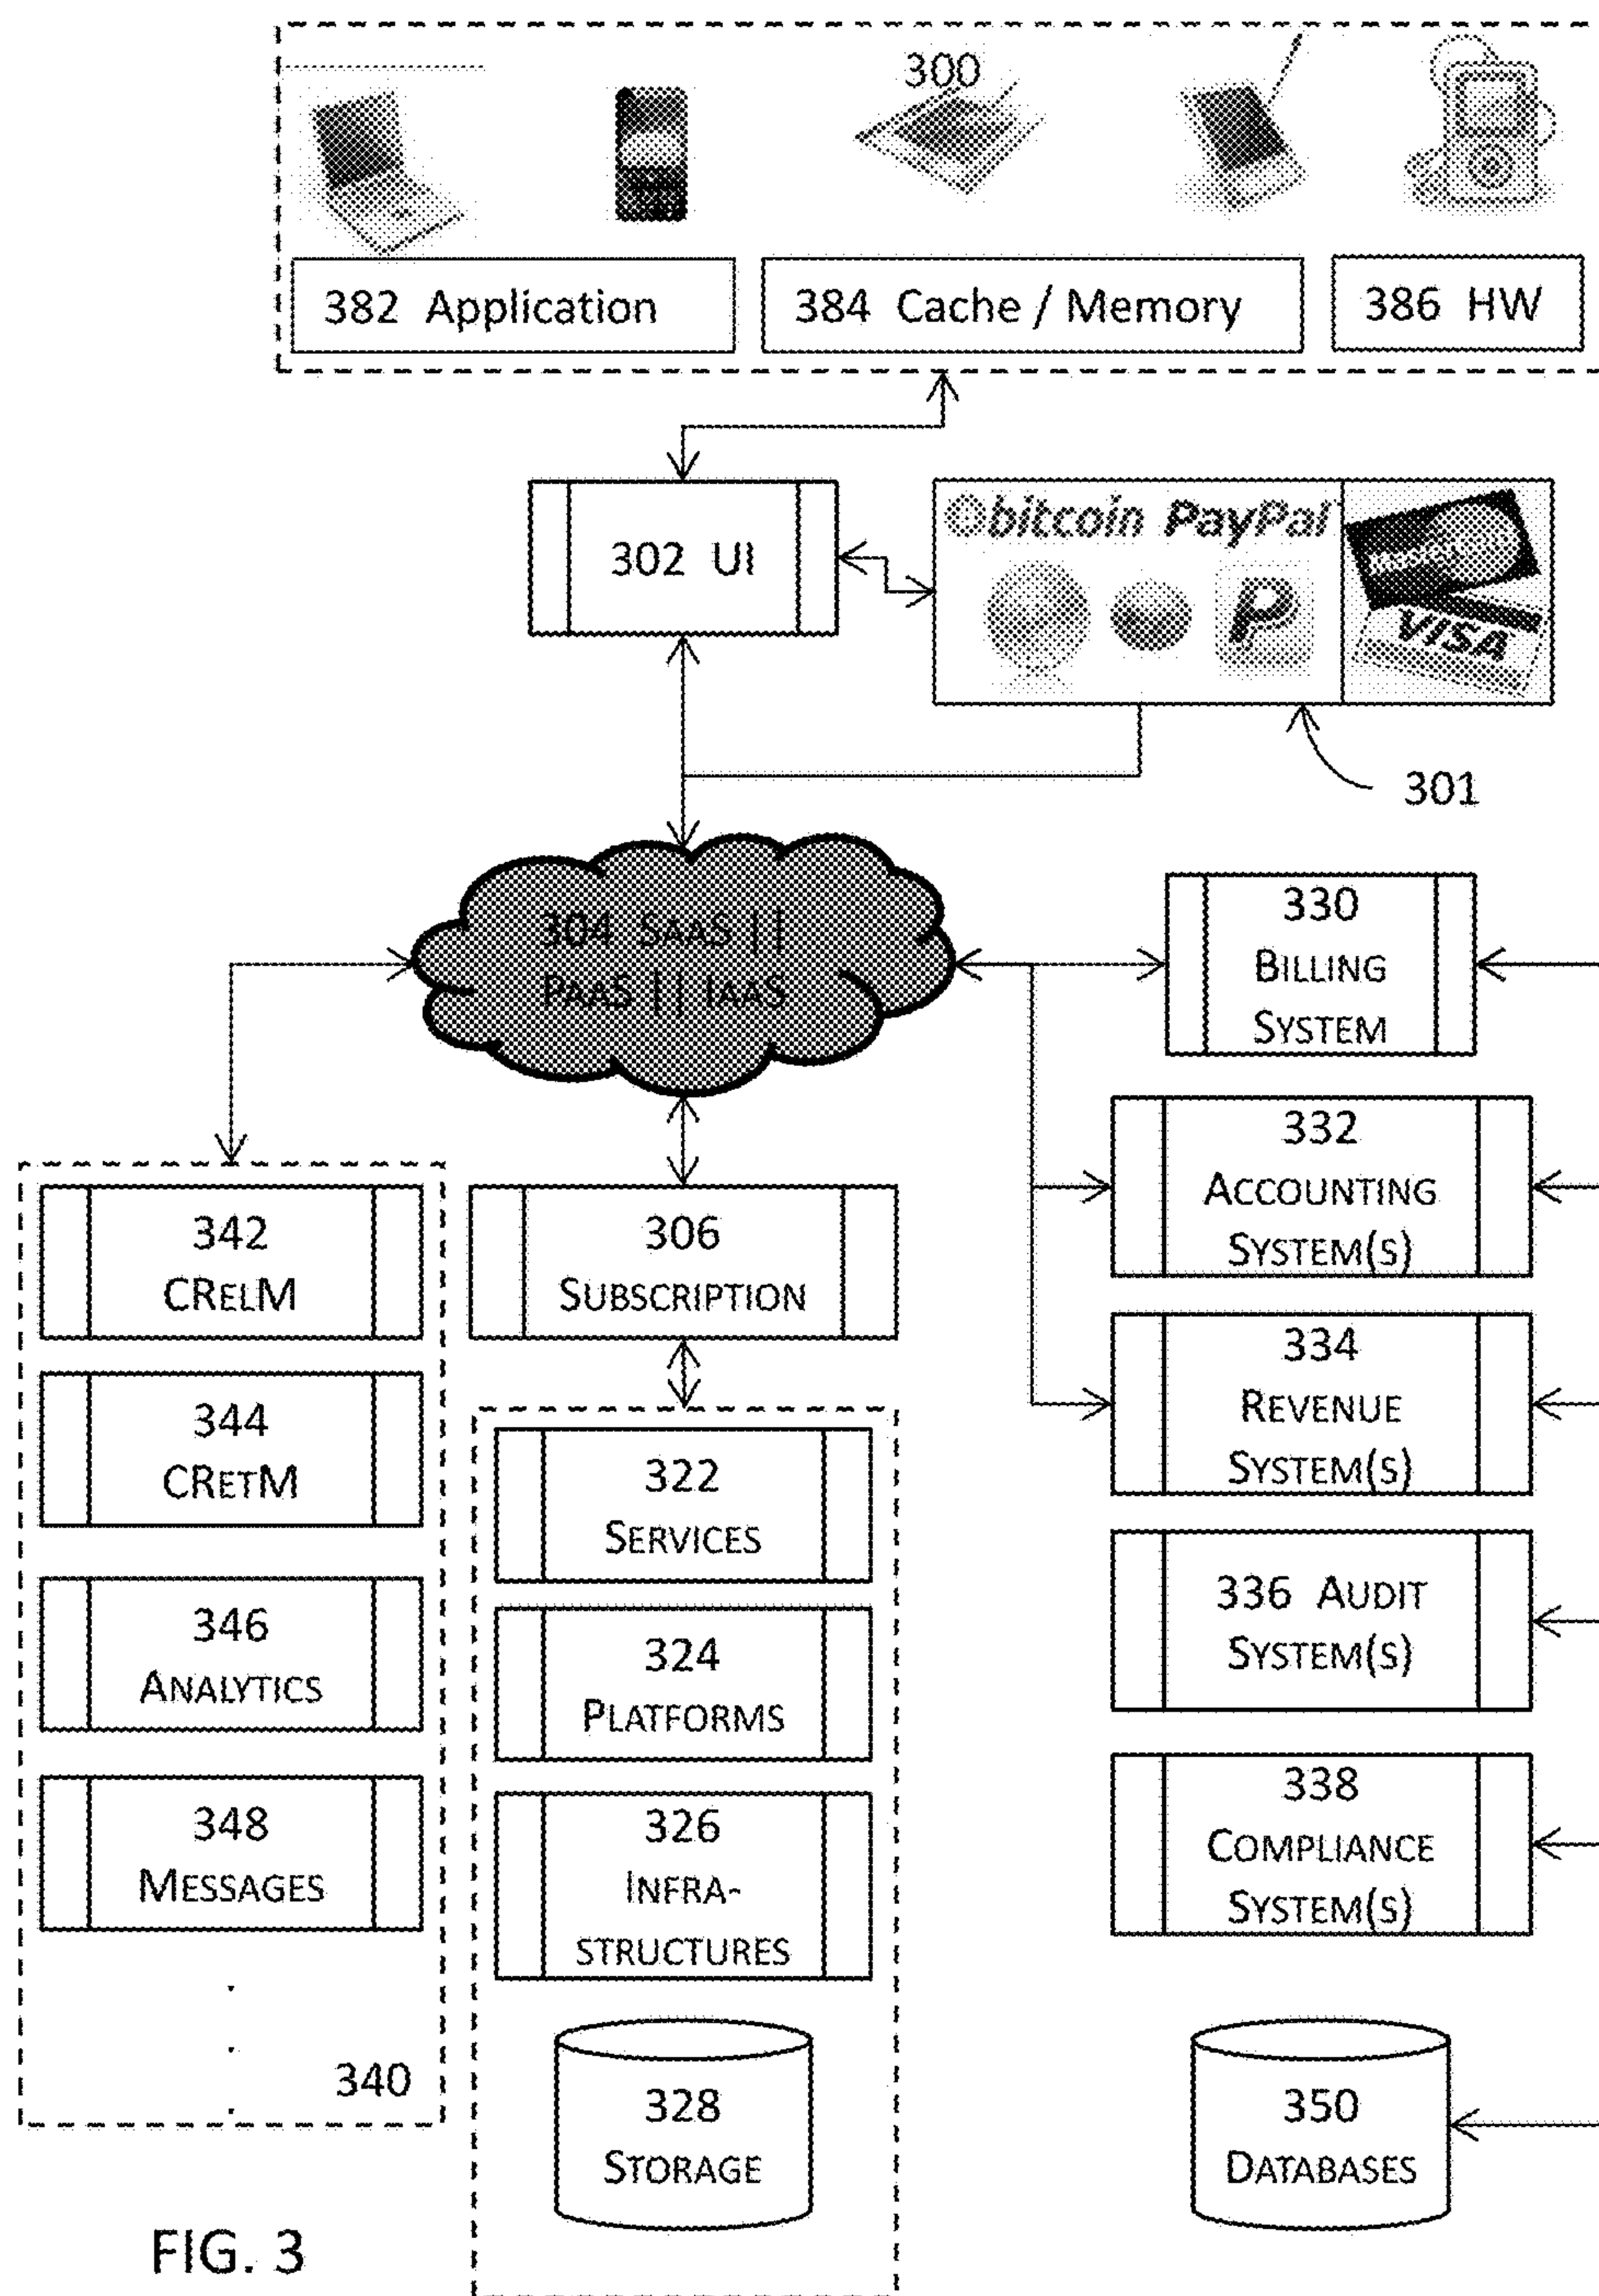 300
382 Application
384 Cache / Memory
386 HW
302 UI
bitcoin PayPal
P
VISA
301
304 SAAS ||
PAAS || IAAS
330
BILLING
SYSTEM
332
ACCOUNTING
SYSTEM(S)
334
REVENUE
SYSTEM(S)
336 AUDIT
SYSTEM(S)
338
COMPLIANCE
SYSTEM(S)
350
DATABASES
342
CRELM
344
CRETM
346
ANALYTICS
348
MESSAGES
340
306
SUBSCRIPTION
322
SERVICES
324
PLATFORMS
326
INFRA-
STRUCTURES
328
STORAGE
FIG. 3